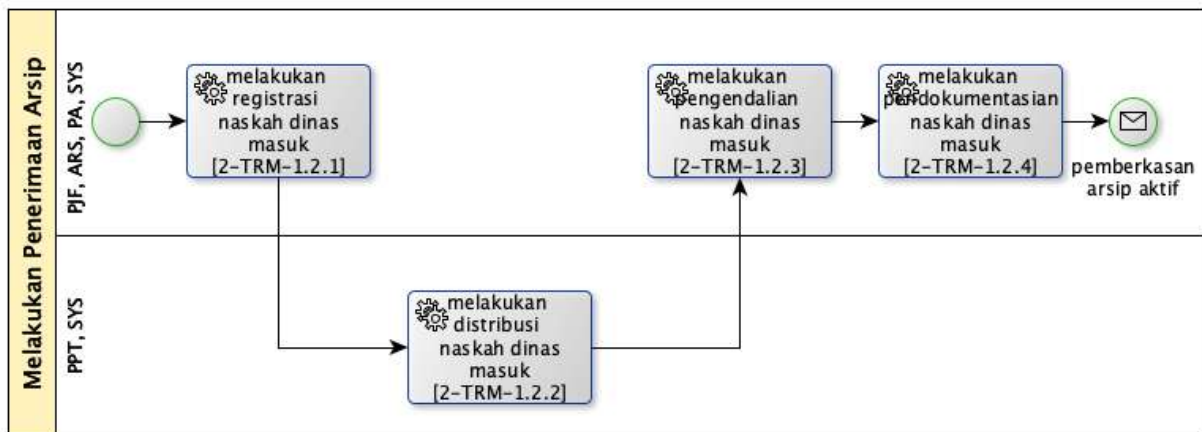 Melakukan Penerimaan Arsip
PJF, ARS, PA, SYS
melakukan
registrasi
naskah dinas
masuk
[2-TRM-1.2.1]
melakukan
pengendalian
naskah dinas
masuk
[2-TRM-1.2.3]
melakukan
pendokumentasian
naskah dinas
masuk
[2-TRM-1.2.4]
pemberkasan
arsip aktif
PPT, SYS
melakukan
distribusi
naskah dinas
masuk
[2-TRM-1.2.2]